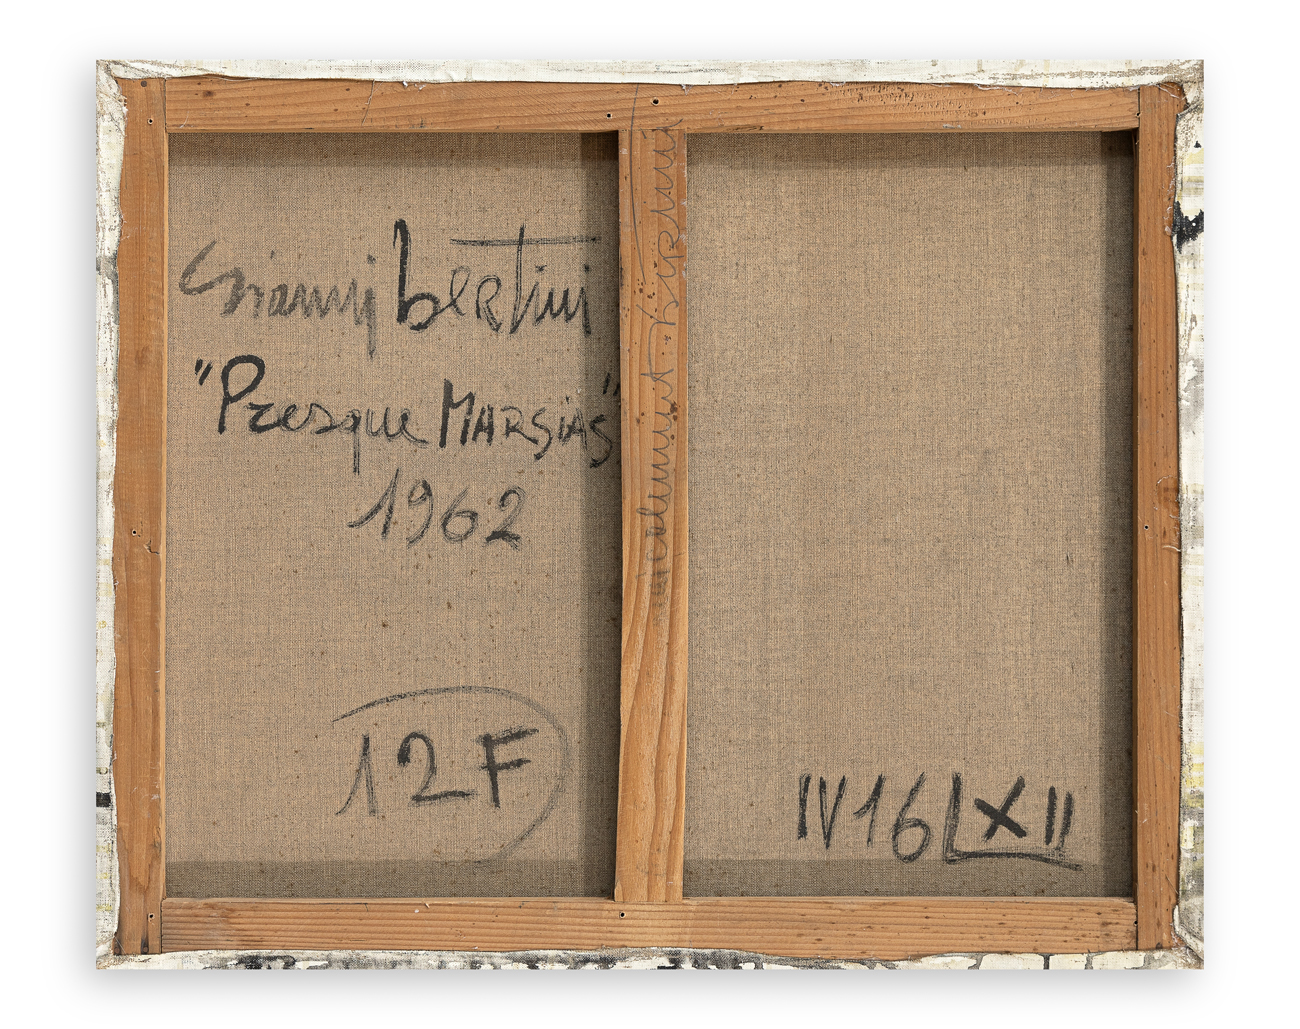 Gianni bertini
"Presque MARSiAS"
1962
12F
IV 16 LXII